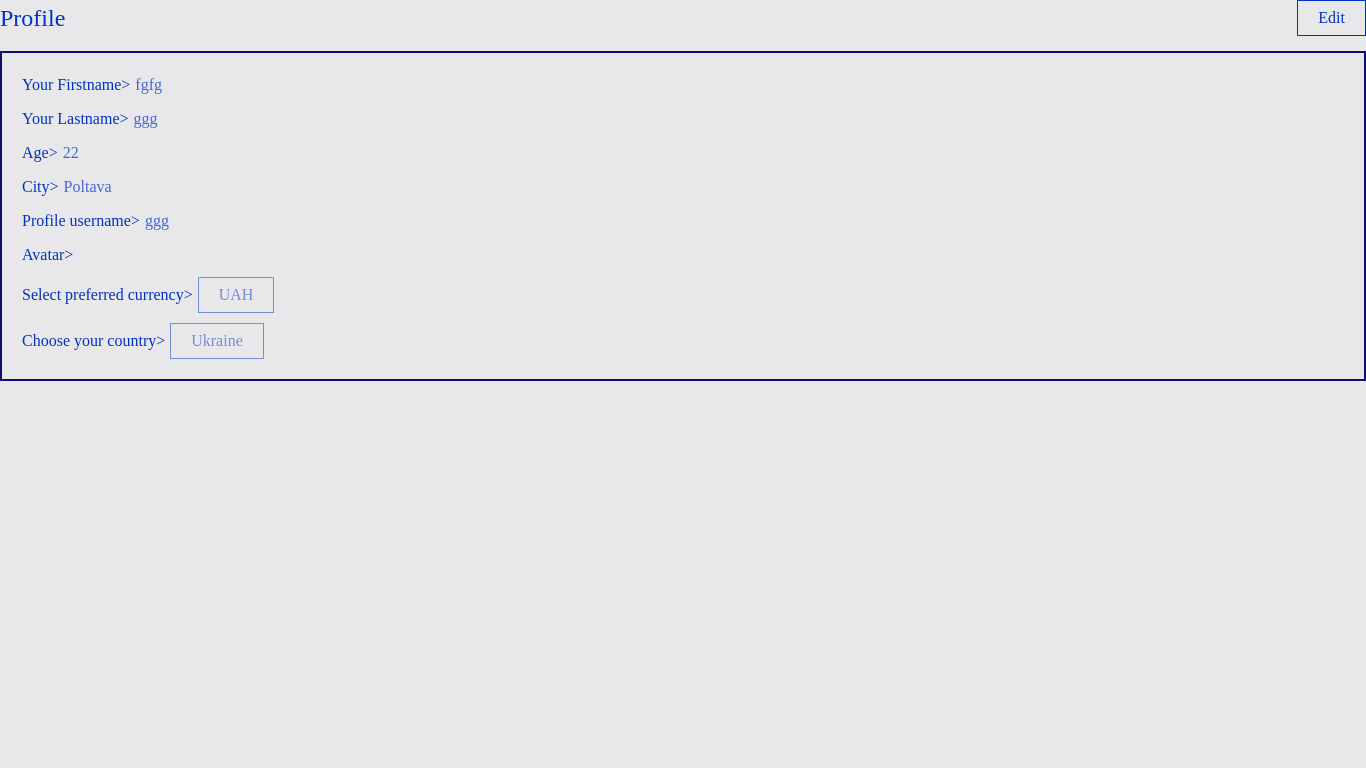 Profile
Edit
Your Firstname> fgfg
Your Lastname> ggg
Age> 22
City> Poltava
Profile username> ggg
Avatar>
Select preferred currency> UAH
Choose your country> Ukraine